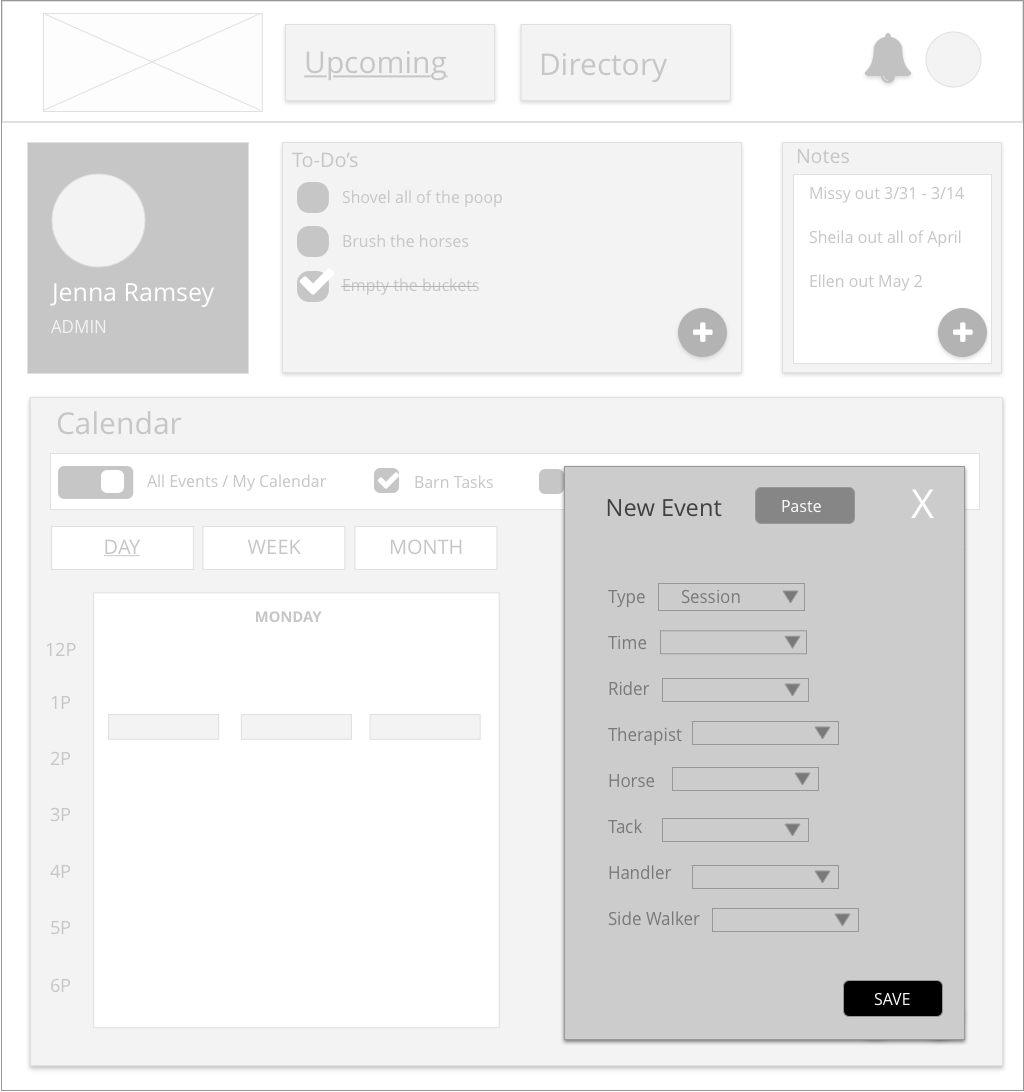 Upcoming
Directory
Jenna Ramsey
ADMIN
To-Do's
Shovel all of the poop
Brush the horses
Empty the buckets
Notes
Missy out 3/31 - 3/14
Sheila out all of April
Ellen out May 2
Calendar
All Events / My Calendar
Barn Tasks
DAY
WEEK
MONTH
MONDAY
12P
1P
2P
3P
4P
5P
6P
New Event
Paste
X
Type
Session
Time
Rider
Therapist
Horse
Tack
Handler
Side Walker
SAVE